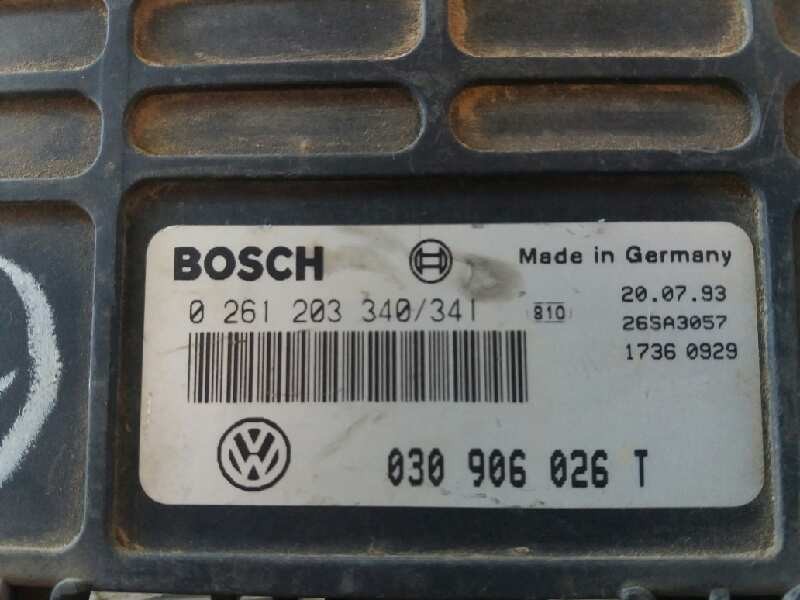 BOSCH
Made in Germany
0 261 203 340/341
810
20.07.93
26SA3057
1736 0929
VW
030 906 026 T